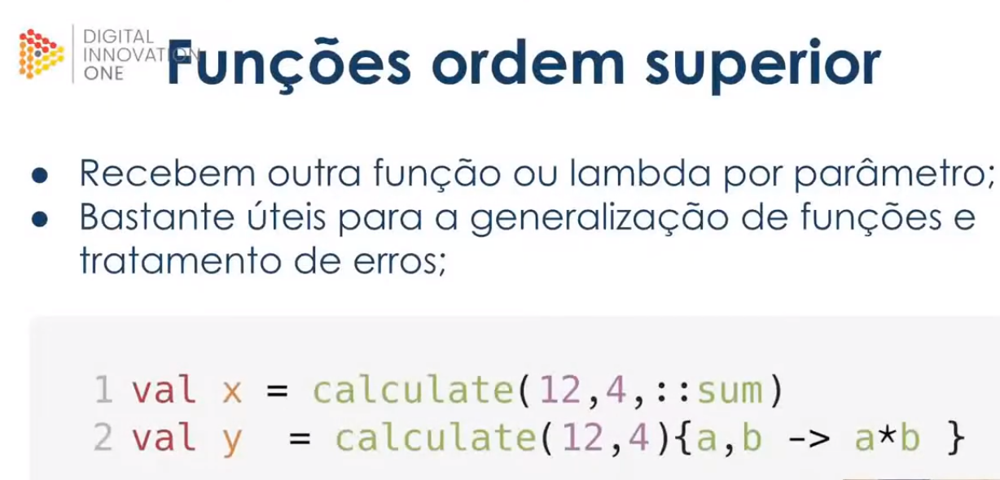 DIGITAL
INNOVATION
ONE
Funções ordem superior
● Recebem outra função ou lambda por parâmetro;
● Bastante úteis para a generalização de funções e
tratamento de erros;
1 val x = calculate(12,4,::sum)
2 val y  = calculate(12,4){a,b -> a*b }